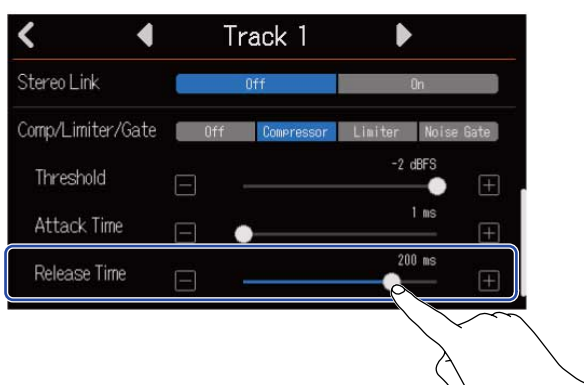 Track 1
Stereo Link Off On
Comp/Limiter/Gate Off Compressor Limiter Noise Gate
-2 dBFS
Threshold
1 ms
Attack Time
200 ms
Release Time